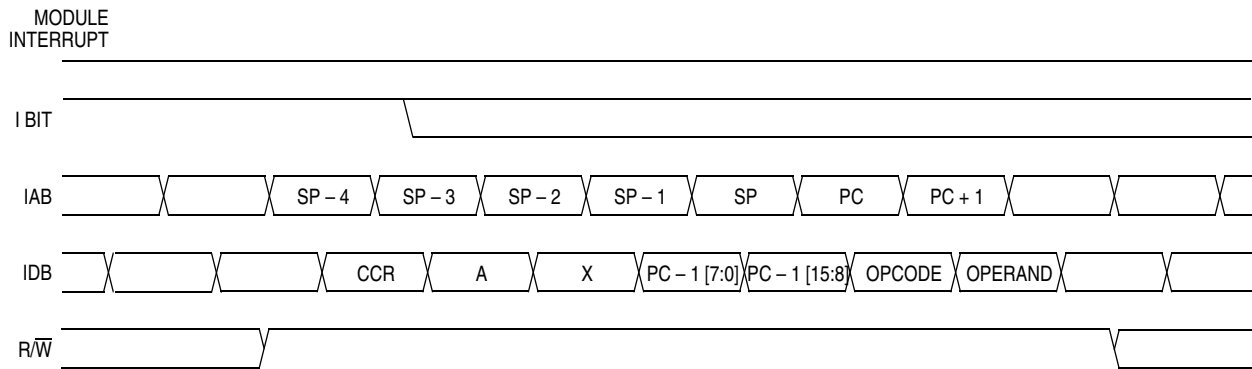 MODULE
INTERRUPT
I BIT
IAB SP – 4 SP – 3 SP – 2 SP – 1 SP PC PC + 1
IDB CCR A X PC – 1 [7:0] PC – 1 [15:8] OPCODE OPERAND
R/W̅